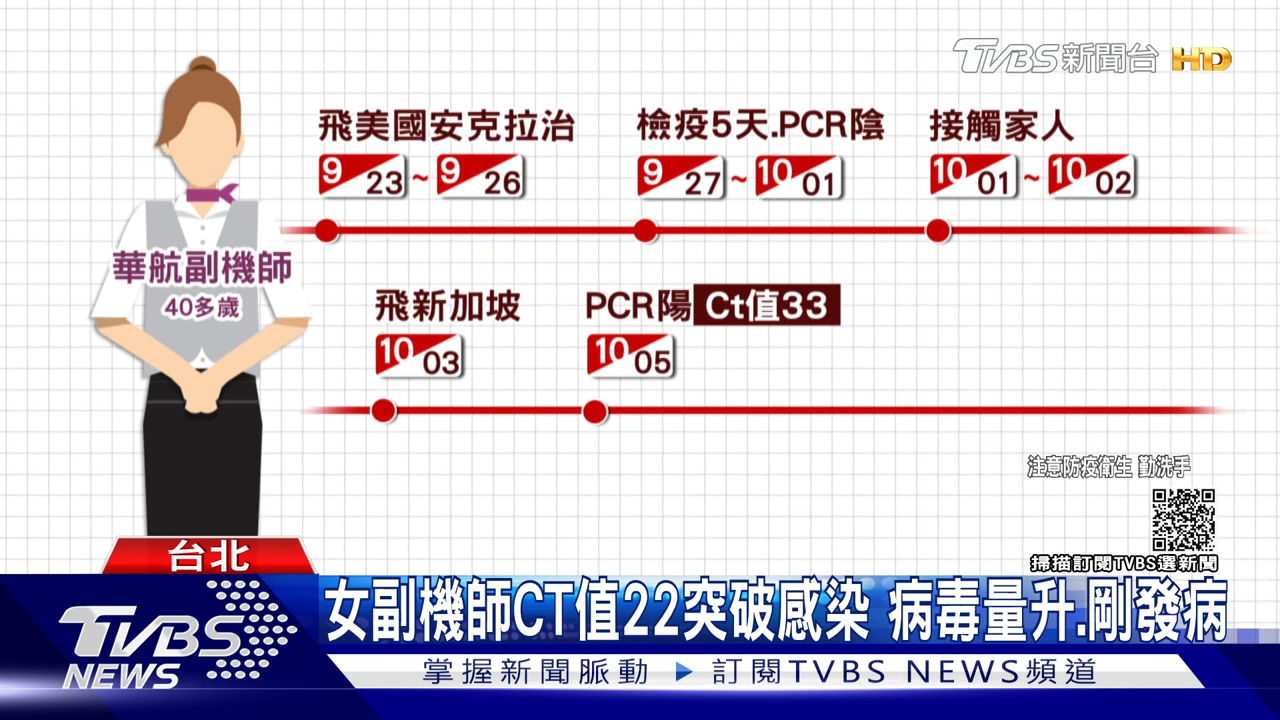 TVBS新聞台 HD
飛美國安克拉治
9/23~9/26
檢疫5天.PCR陰
9/27~10/01
接觸家人
10/01~10/02
華航副機師
40多歲
飛新加坡
10/03
PCR陽 Ct值33
10/05
注意防疫衛生 勤洗手
掃描訂閱TVBS選新聞
台北
女副機師CT值22突破感染 病毒量升.剛發病
TVBS NEWS
掌握新聞脈動 ▶ 訂閱TVBS NEWS頻道